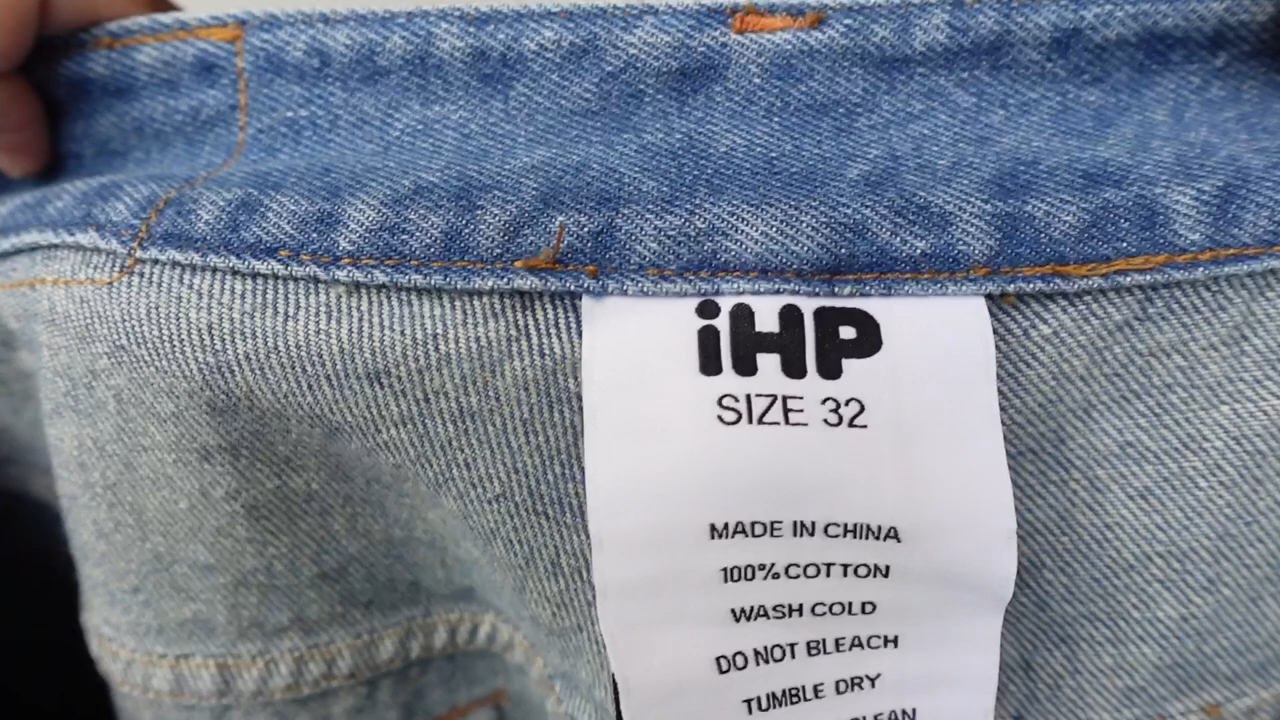 iHP
SIZE 32
MADE IN CHINA
100% COTTON
WASH COLD
DO NOT BLEACH
TUMBLE DRY